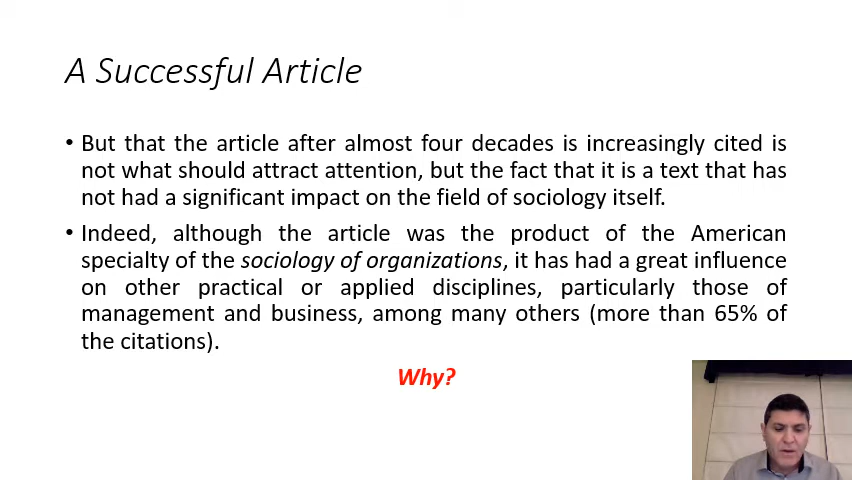 A Successful Article
• But that the article after almost four decades is increasingly cited is
not what should attract attention, but the fact that it is a text that has
not had a significant impact on the field of sociology itself.
• Indeed, although the article was the product of the American
specialty of the sociology of organizations, it has had a great influence
on other practical or applied disciplines, particularly those of
management and business, among many others (more than 65% of
the citations).
Why?